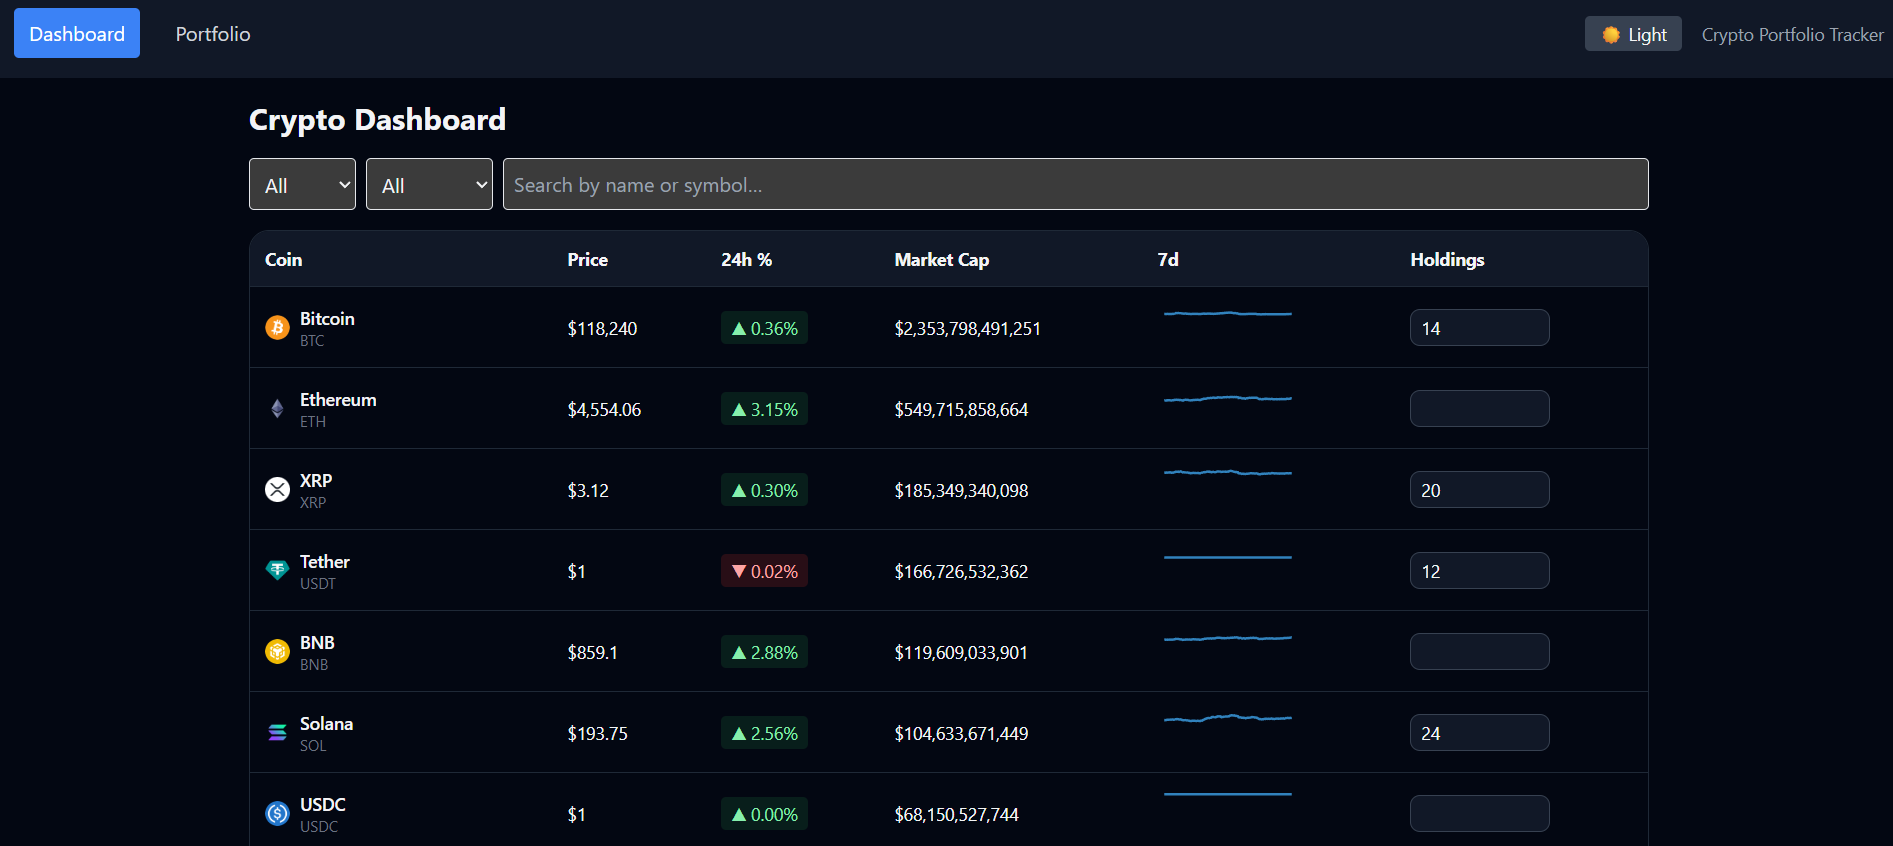 Dashboard Portfolio Light Crypto Portfolio Tracker
Crypto Dashboard
All All Search by name or symbol...
Coin Price 24h % Market Cap 7d Holdings
Bitcoin
BTC
$118,240 ▲ 0.36% $2,353,798,491,251 14
Ethereum
ETH
$4,554.06 ▲ 3.15% $549,715,858,664
XRP
XRP
$3.12 ▲ 0.30% $185,349,340,098 20
Tether
USDT
$1 ▼ 0.02% $166,726,532,362 12
BNB
BNB
$859.1 ▲ 2.88% $119,609,033,901
Solana
SOL
$193.75 ▲ 2.56% $104,633,671,449 24
USDC
USDC
$1 ▲ 0.00% $68,150,527,744